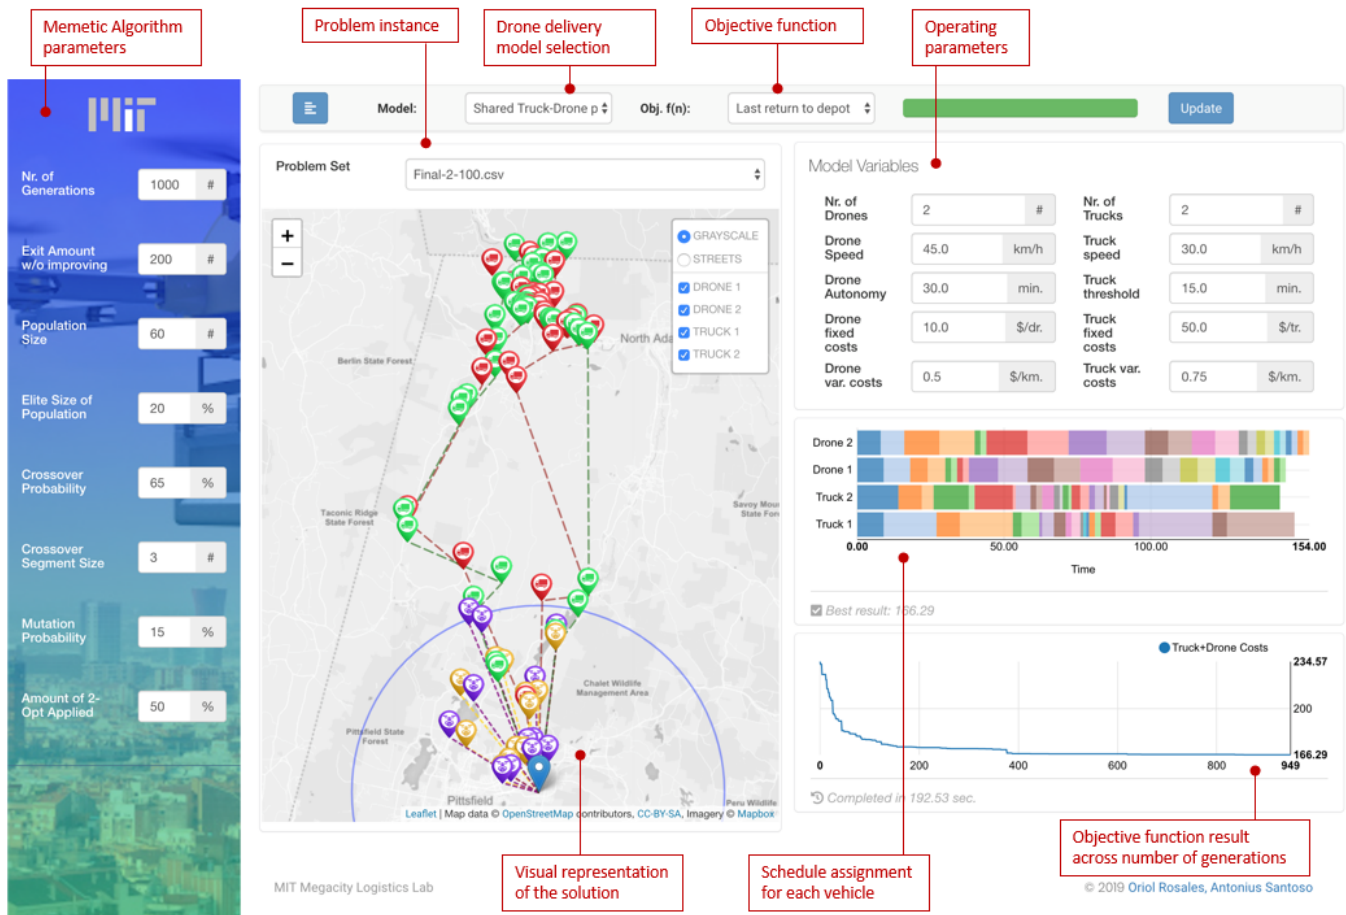 Memetic Algorithm
parameters
Problem instance
Drone delivery
model selection
Objective function
Operating
parameters
MIT
Nr. of
Generations
1000 #
Exit Amount
w/o improving
200 #
Population
Size
60 #
Elite Size of
Population
20 %
Crossover
Probability
65 %
Crossover
Segment Size
3 #
Mutation
Probability
15 %
Amount of 2-
Opt Applied
50 %
Model:
Shared Truck-Drone p
Obj. f(n):
Last return to depot
Update
Problem Set
Final-2-100.csv
+
−
GRAYSCALE
STREETS
DRONE 1
DRONE 2
TRUCK 1
TRUCK 2
North Ada
Berlin State Forest
Taconic Ridge
State Forest
Savoy Mou
State For
Chalet Wildlife
Management Area
Pittsfield State
Forest
Pittsfield
Peru Wildlife
Leaflet | Map data © OpenStreetMap contributors, CC-BY-SA, Imagery © Mapbox
Model Variables
Nr. of
Drones
2 #
Nr. of
Trucks
2 #
Drone
Speed
45.0 km/h
Truck
speed
30.0 km/h
Drone
Autonomy
30.0 min.
Truck
threshold
15.0 min.
Drone
fixed
costs
10.0 $/dr.
Truck
fixed
costs
50.0 $/tr.
Drone
var. costs
0.5 $/km.
Truck var.
costs
0.75 $/km.
Drone 2
Drone 1
Truck 2
Truck 1
0.00 50.00 100.00 154.00
Time
Best result: 166.29
Truck+Drone Costs
234.57
200
166.29
0 200 400 600 800 949
Completed in 192.53 sec.
Visual representation
of the solution
Schedule assignment
for each vehicle
Objective function result
across number of generations
MIT Megacity Logistics Lab
© 2019 Oriol Rosales, Antonius Santoso